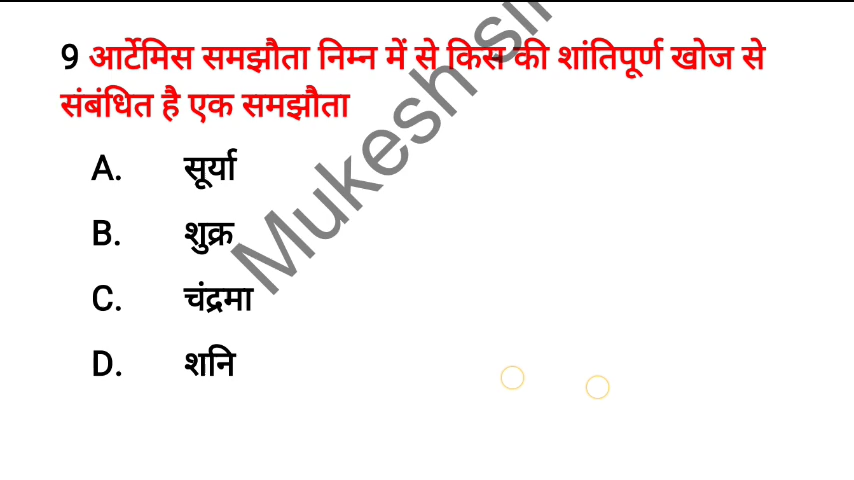 9 आर्टेमिस समझौता निम्न में से किस की शांतिपूर्ण खोज से
संबंधित है एक समझौता
A. सूर्या
B. शुक्र
C. चंद्रमा
D. शनि
Mukesh